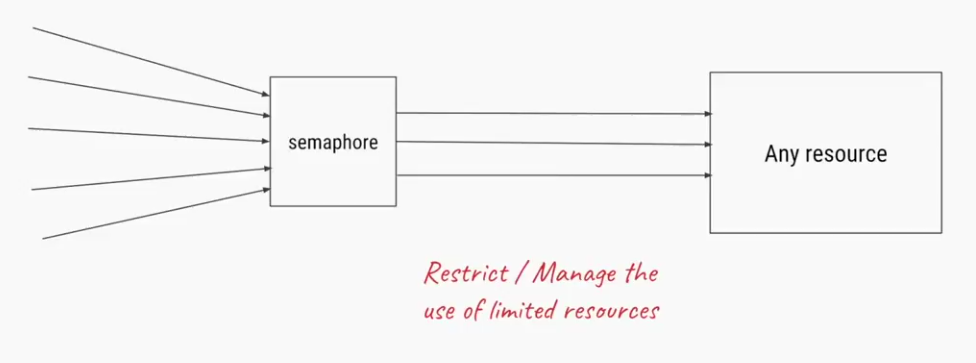 semaphore
Any resource
Restrict / Manage the
use of limited resources